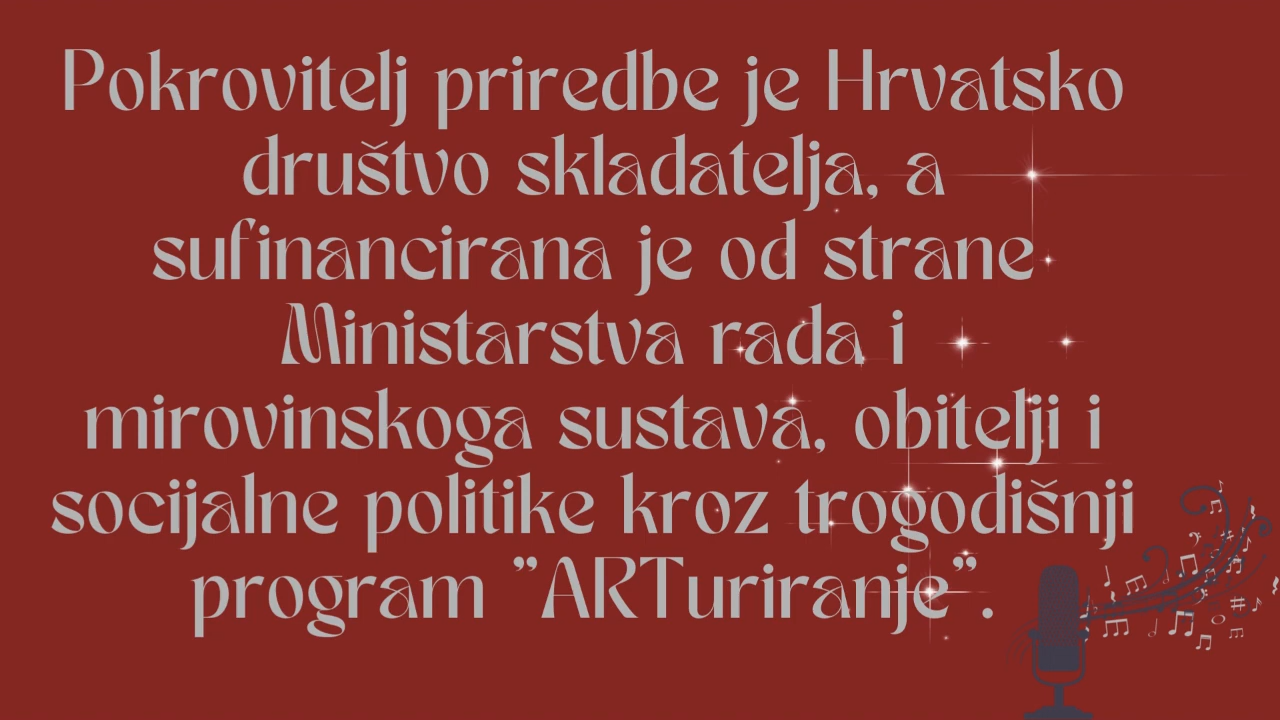 Pokrovitelj priredbe je Hrvatsko
društvo skladatelja, a
sufinancirana je od strane
Ministarstva rada i
mirovinskoga sustava, obitelji i
socijalne politike kroz trogodišnji
program "ARTuriranje".